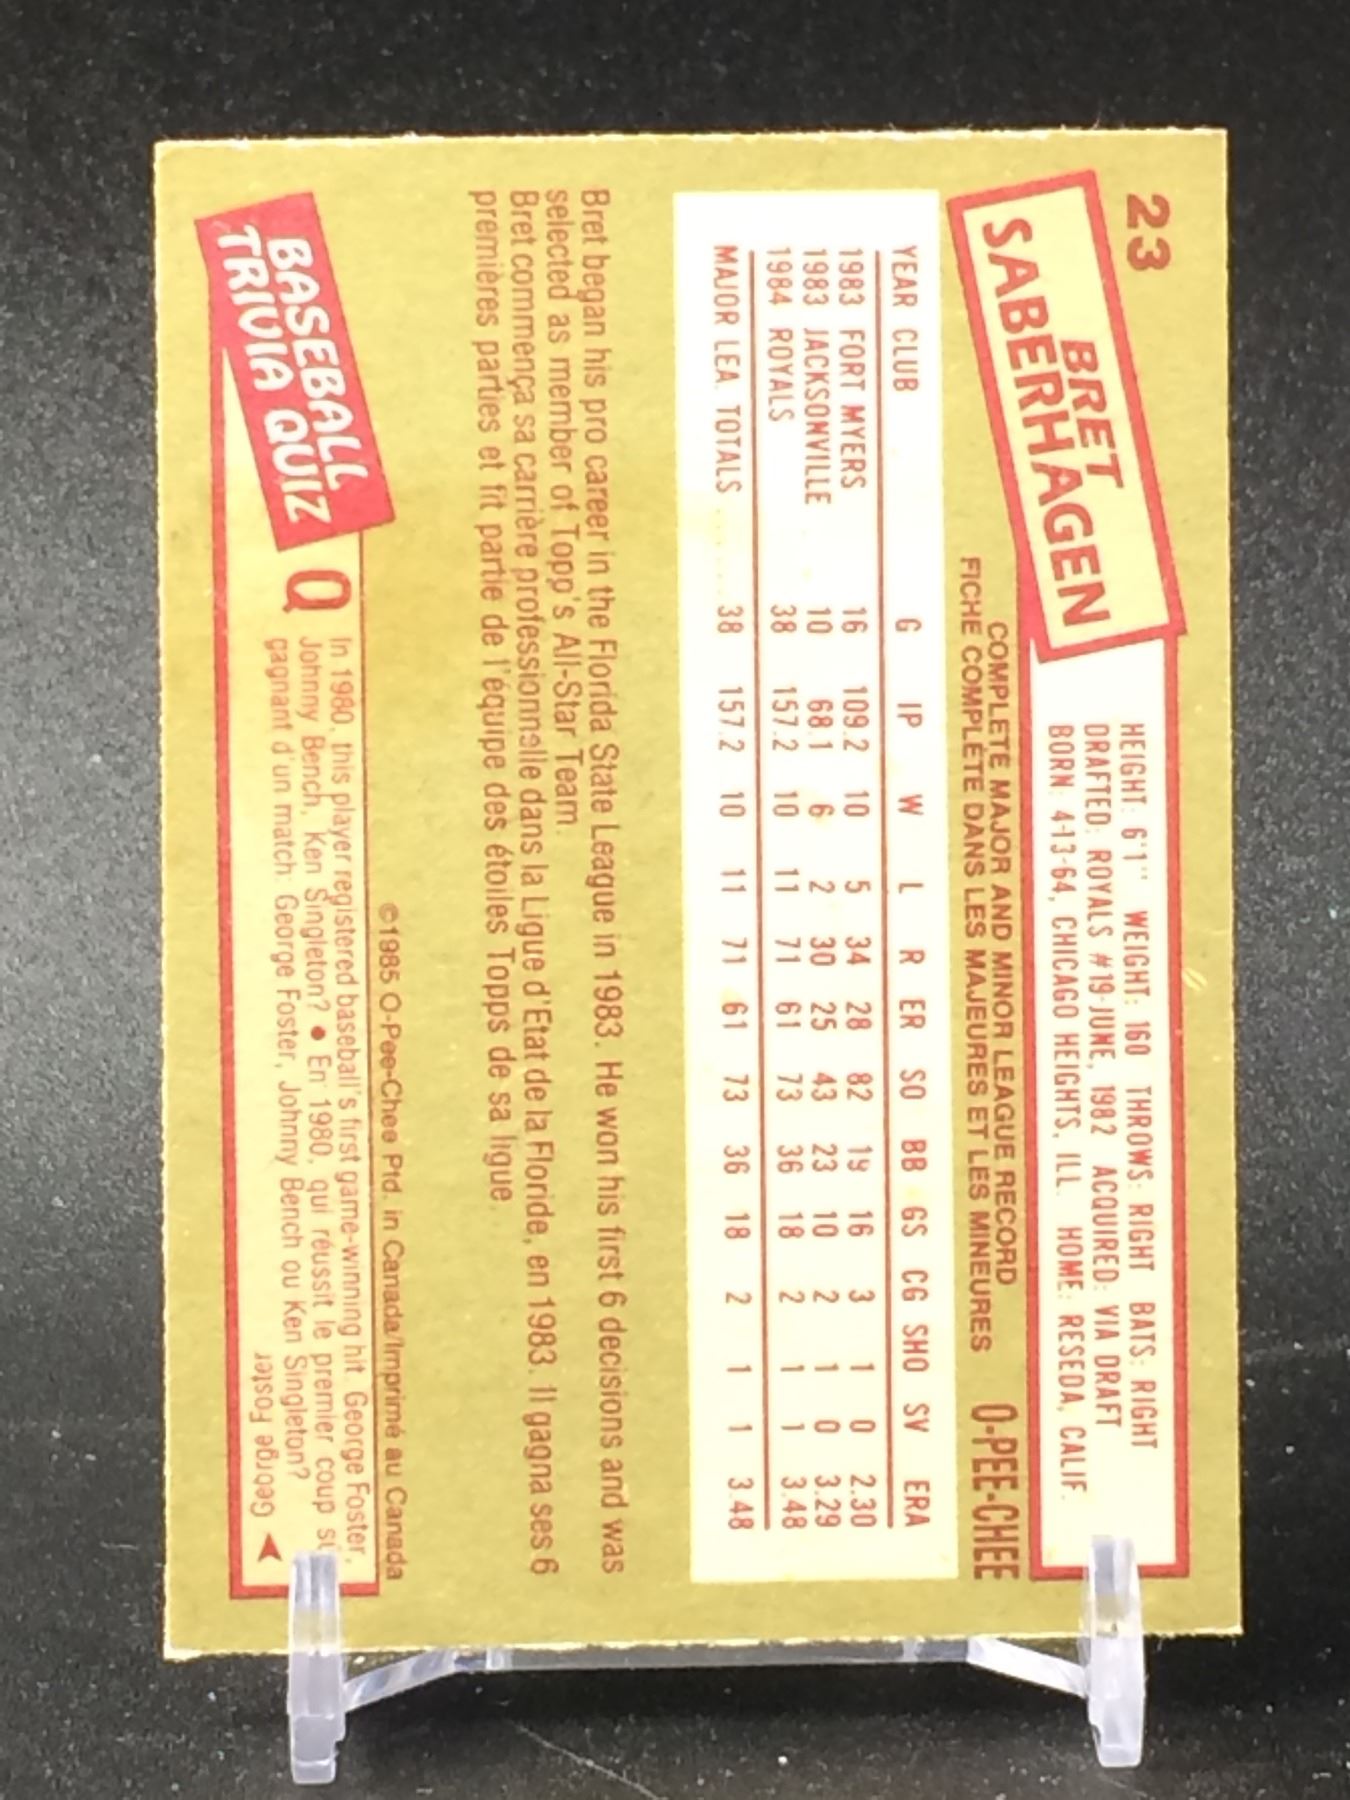 23
BRET
SABERHAGEN
HEIGHT: 6'1" WEIGHT: 160 THROWS: RIGHT BATS: RIGHT
DRAFTED: ROYALS #19-JUNE, 1982 ACQUIRED: VIA DRAFT
BORN: 4-13-64, CHICAGO HEIGHTS, ILL. HOME: RESEDA, CALIF.
COMPLETE MAJOR AND MINOR LEAGUE RECORD
FICHE COMPLÈTE DANS LES MAJEURES ET LES MINEURES
O-PEE-CHEE
YEAR CLUB G IP W L R ER SO BB GS CG SHO SV ERA
1983 FORT MYERS 16 109.2 10 5 34 28 82 19 16 3 1 0 2.30
1983 JACKSONVILLE 10 68.1 6 2 30 25 43 23 10 2 1 0 3.29
1984 ROYALS 38 157.2 10 11 71 61 73 36 18 2 1 1 3.48
MAJOR LEA. TOTALS 38 157.2 10 11 71 61 73 36 18 2 1 1 3.48
Bret began his pro career in the Florida State League in 1983. He won his first 6 decisions and was
selected as member of Topp's All-Star Team.
Bret commença sa carrière professionnelle dans la Ligue d'Etat de la Floride, en 1983. Il gagna ses 6
premières parties et fit partie de l'équipe des étoiles Topps de sa ligue.
©1985 O-Pee-Chee Ptd. in Canada/Imprimé au Canada
BASEBALL
TRIVIA QUIZ
Q
In 1980, this player registered baseball's first game-winning hit. George Foster,
Johnny Bench, Ken Singleton? ● En 1980, qui réussit le premier coup
gagnant d'un match: George Foster, Johnny Bench ou Ken Singleton?
George Foster